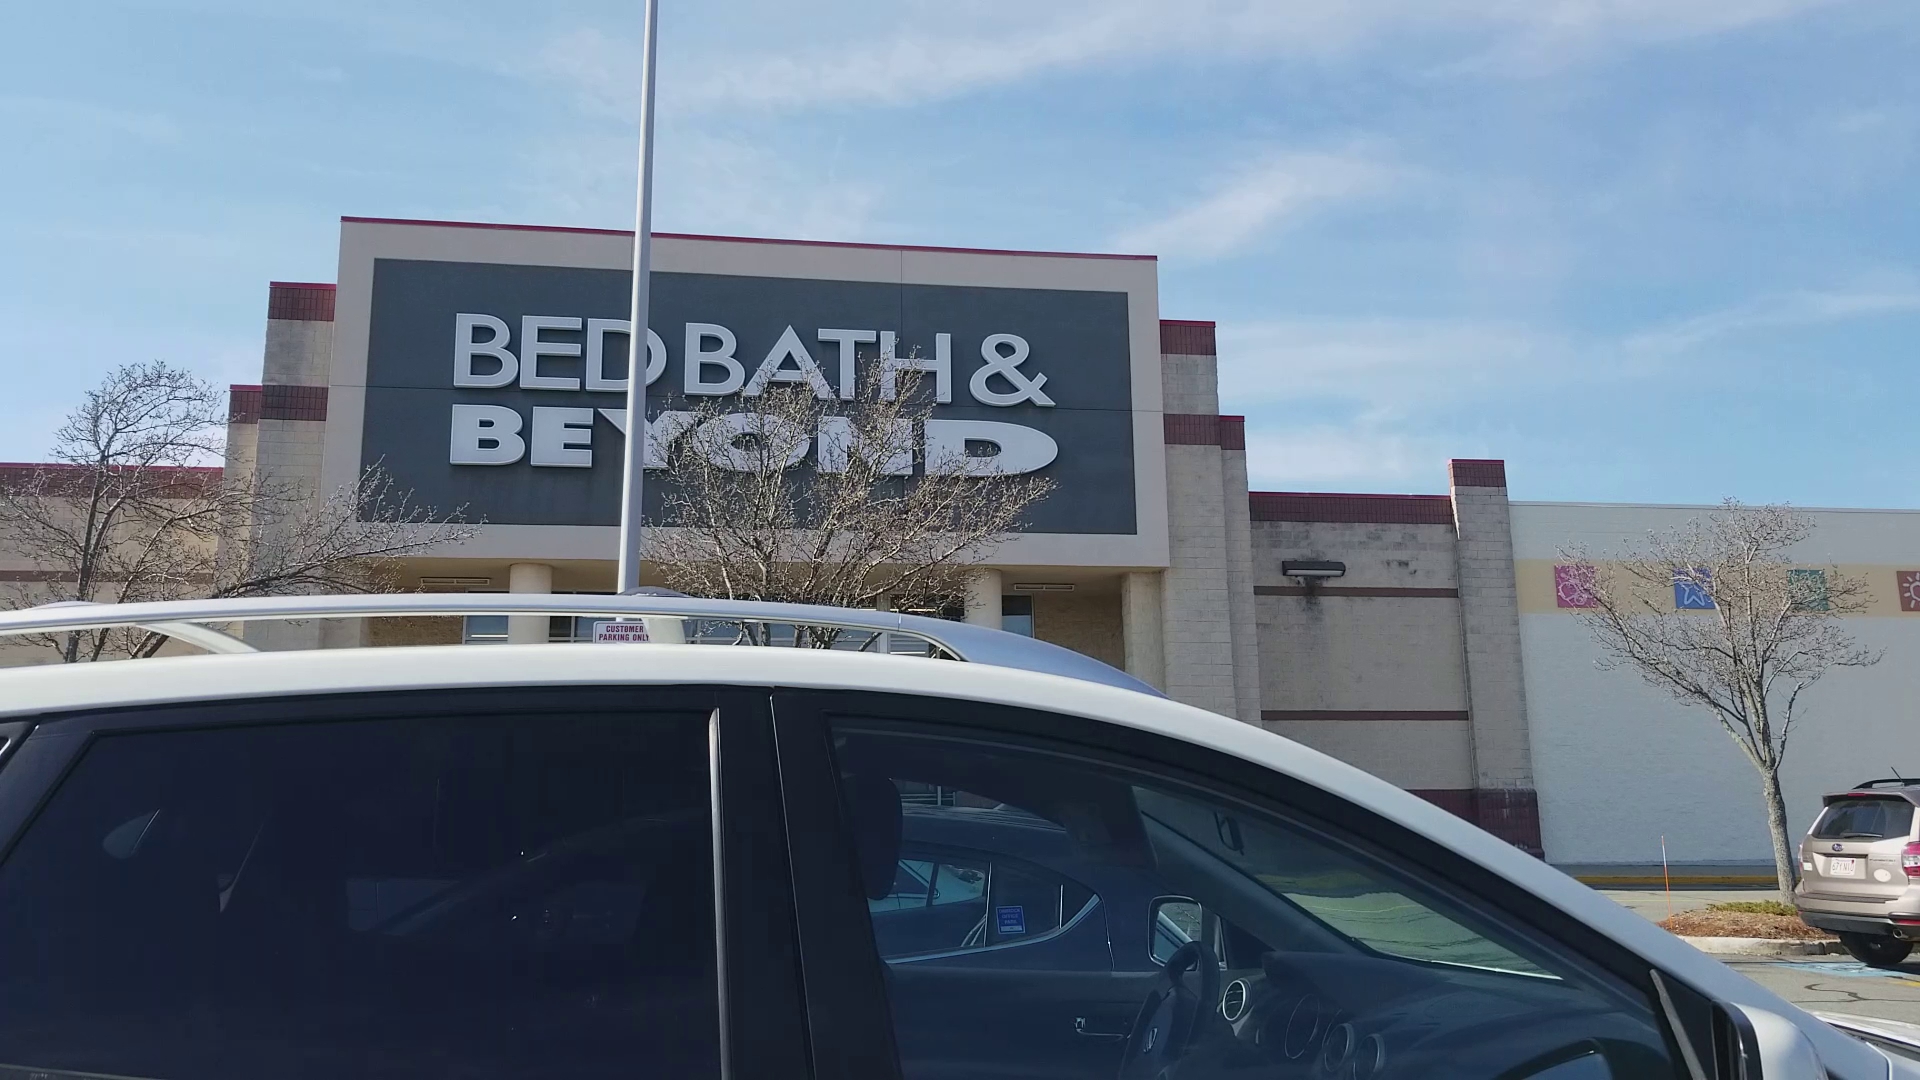 BED BATH &
BEYOND
CUSTOMER
PARKING ONLY